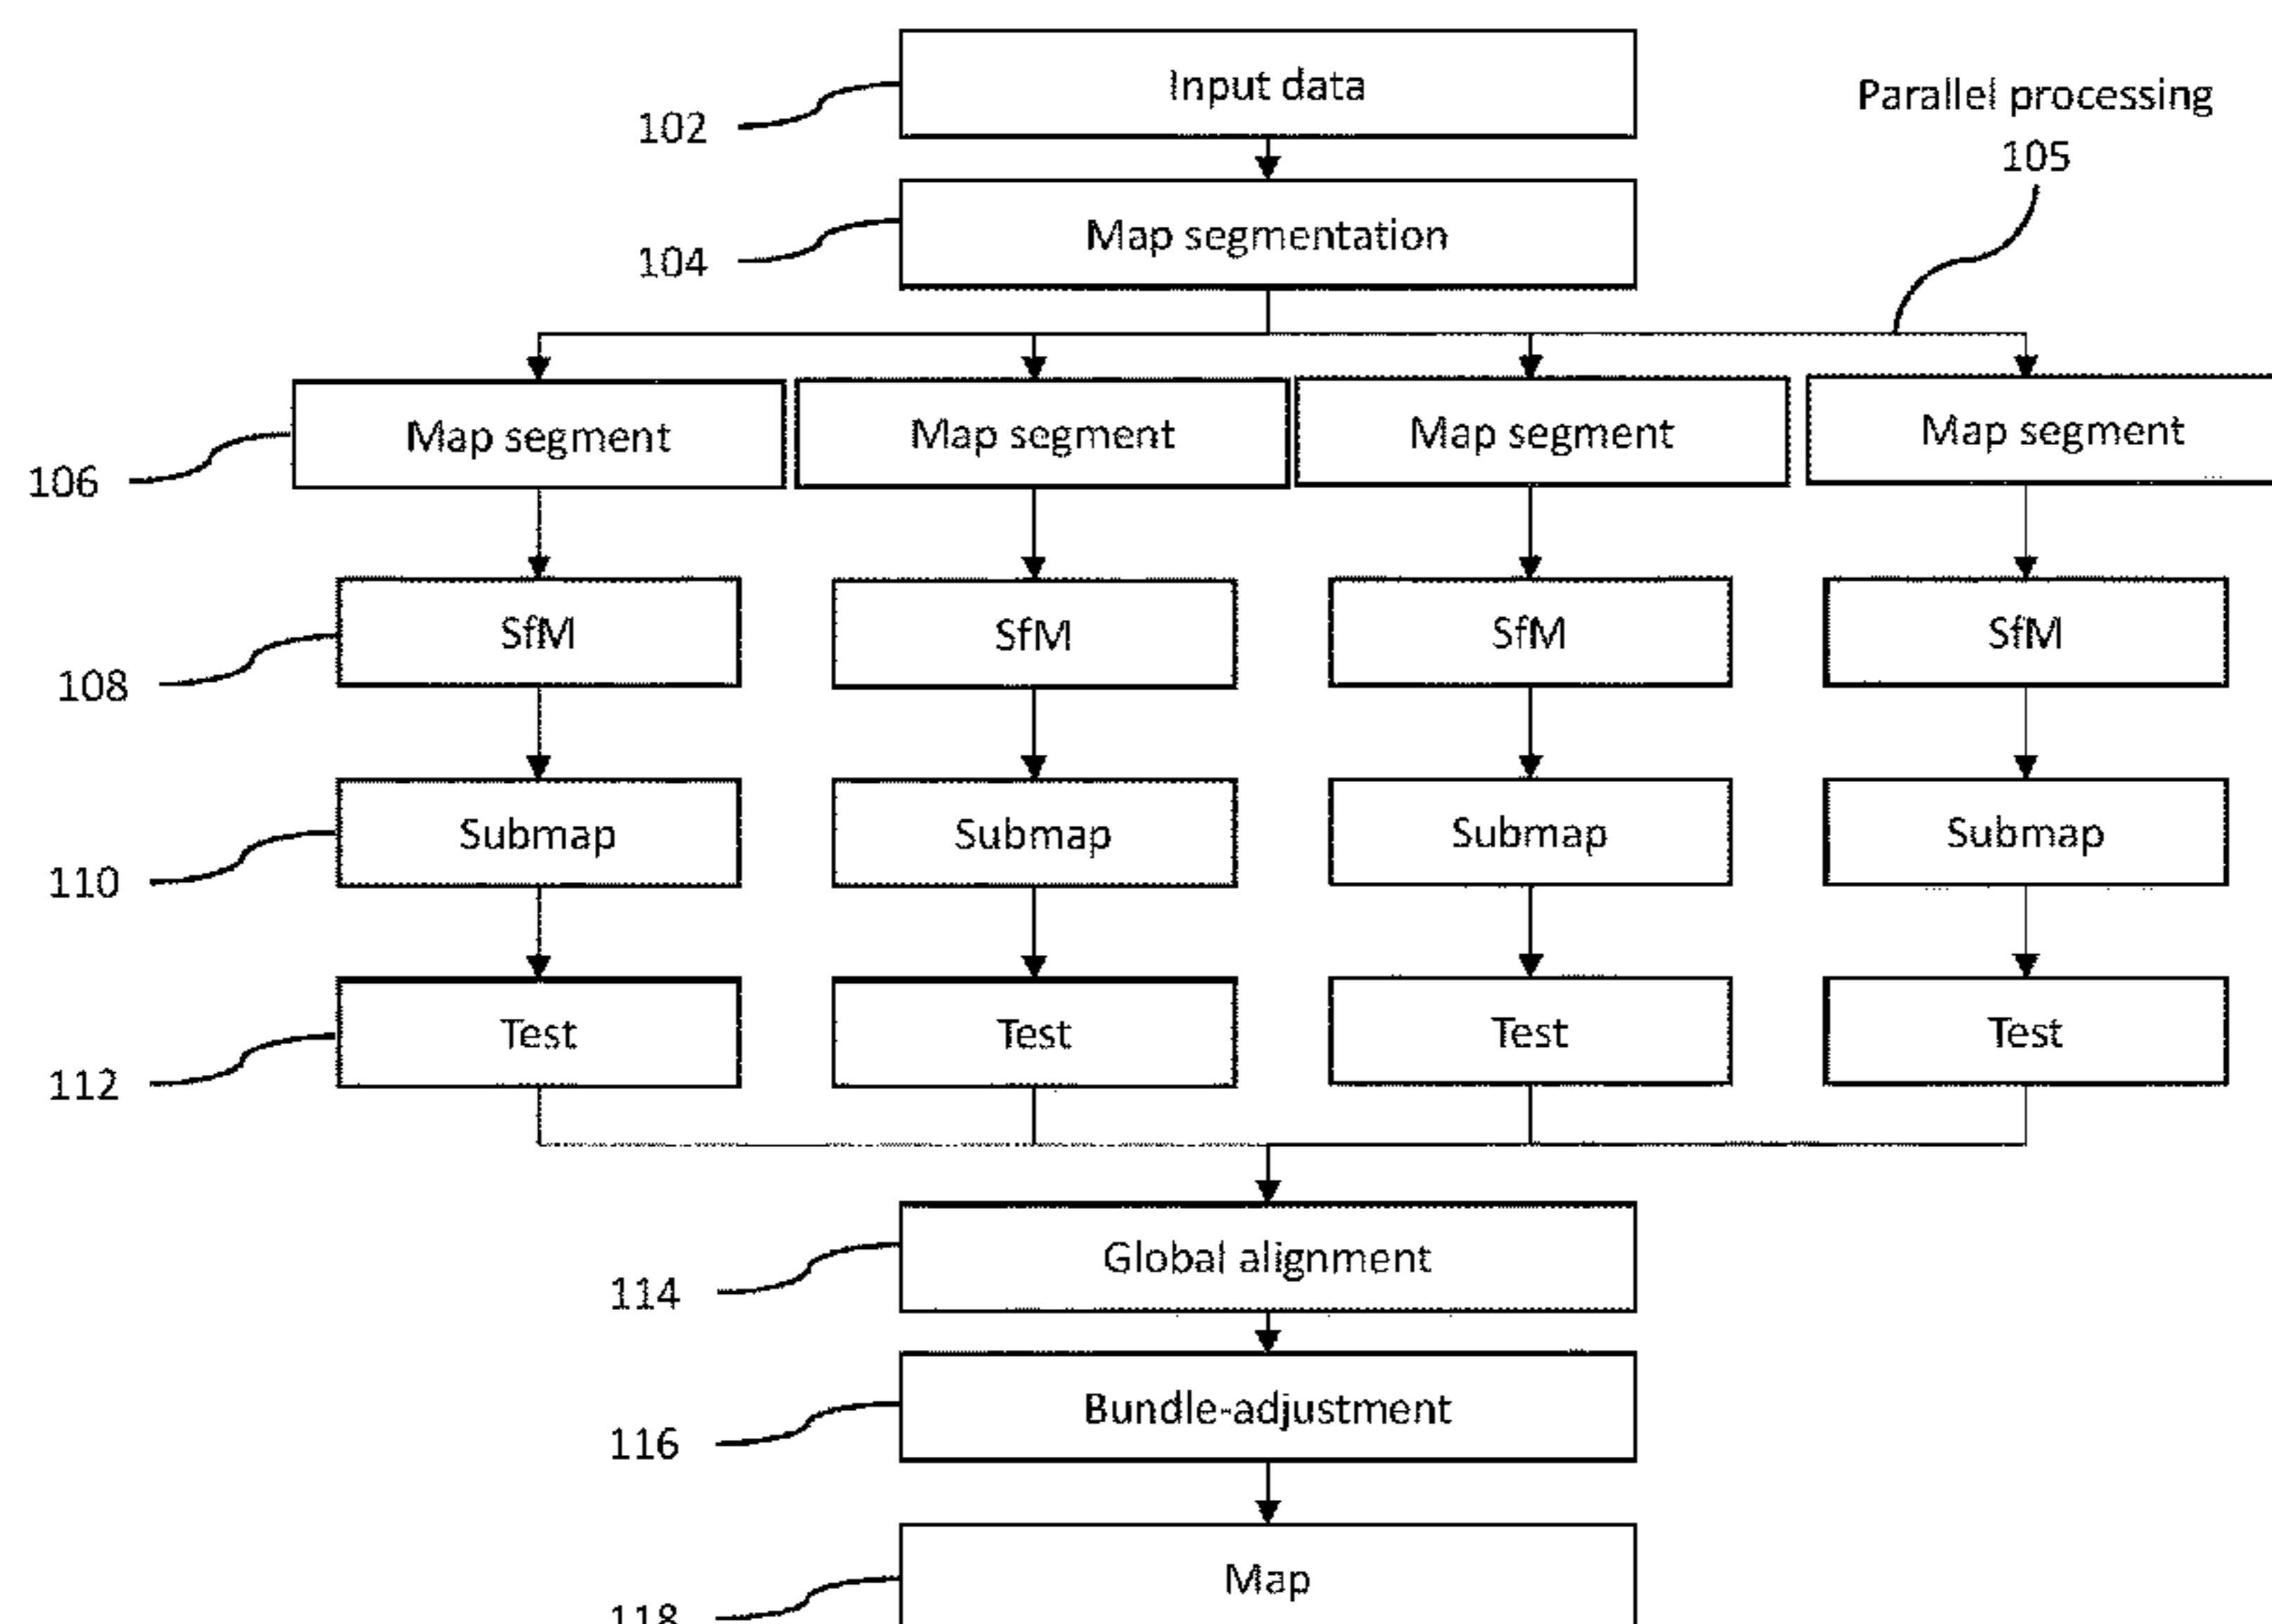 Input data
Parallel processing
102
105
Map segmentation
104
Map segment Map segment Map segment Map segment
106
SfM SfM SfM SfM
108
Submap Submap Submap Submap
110
Test Test Test Test
112
Global alignment
114
Bundle-adjustment
116
Map
118